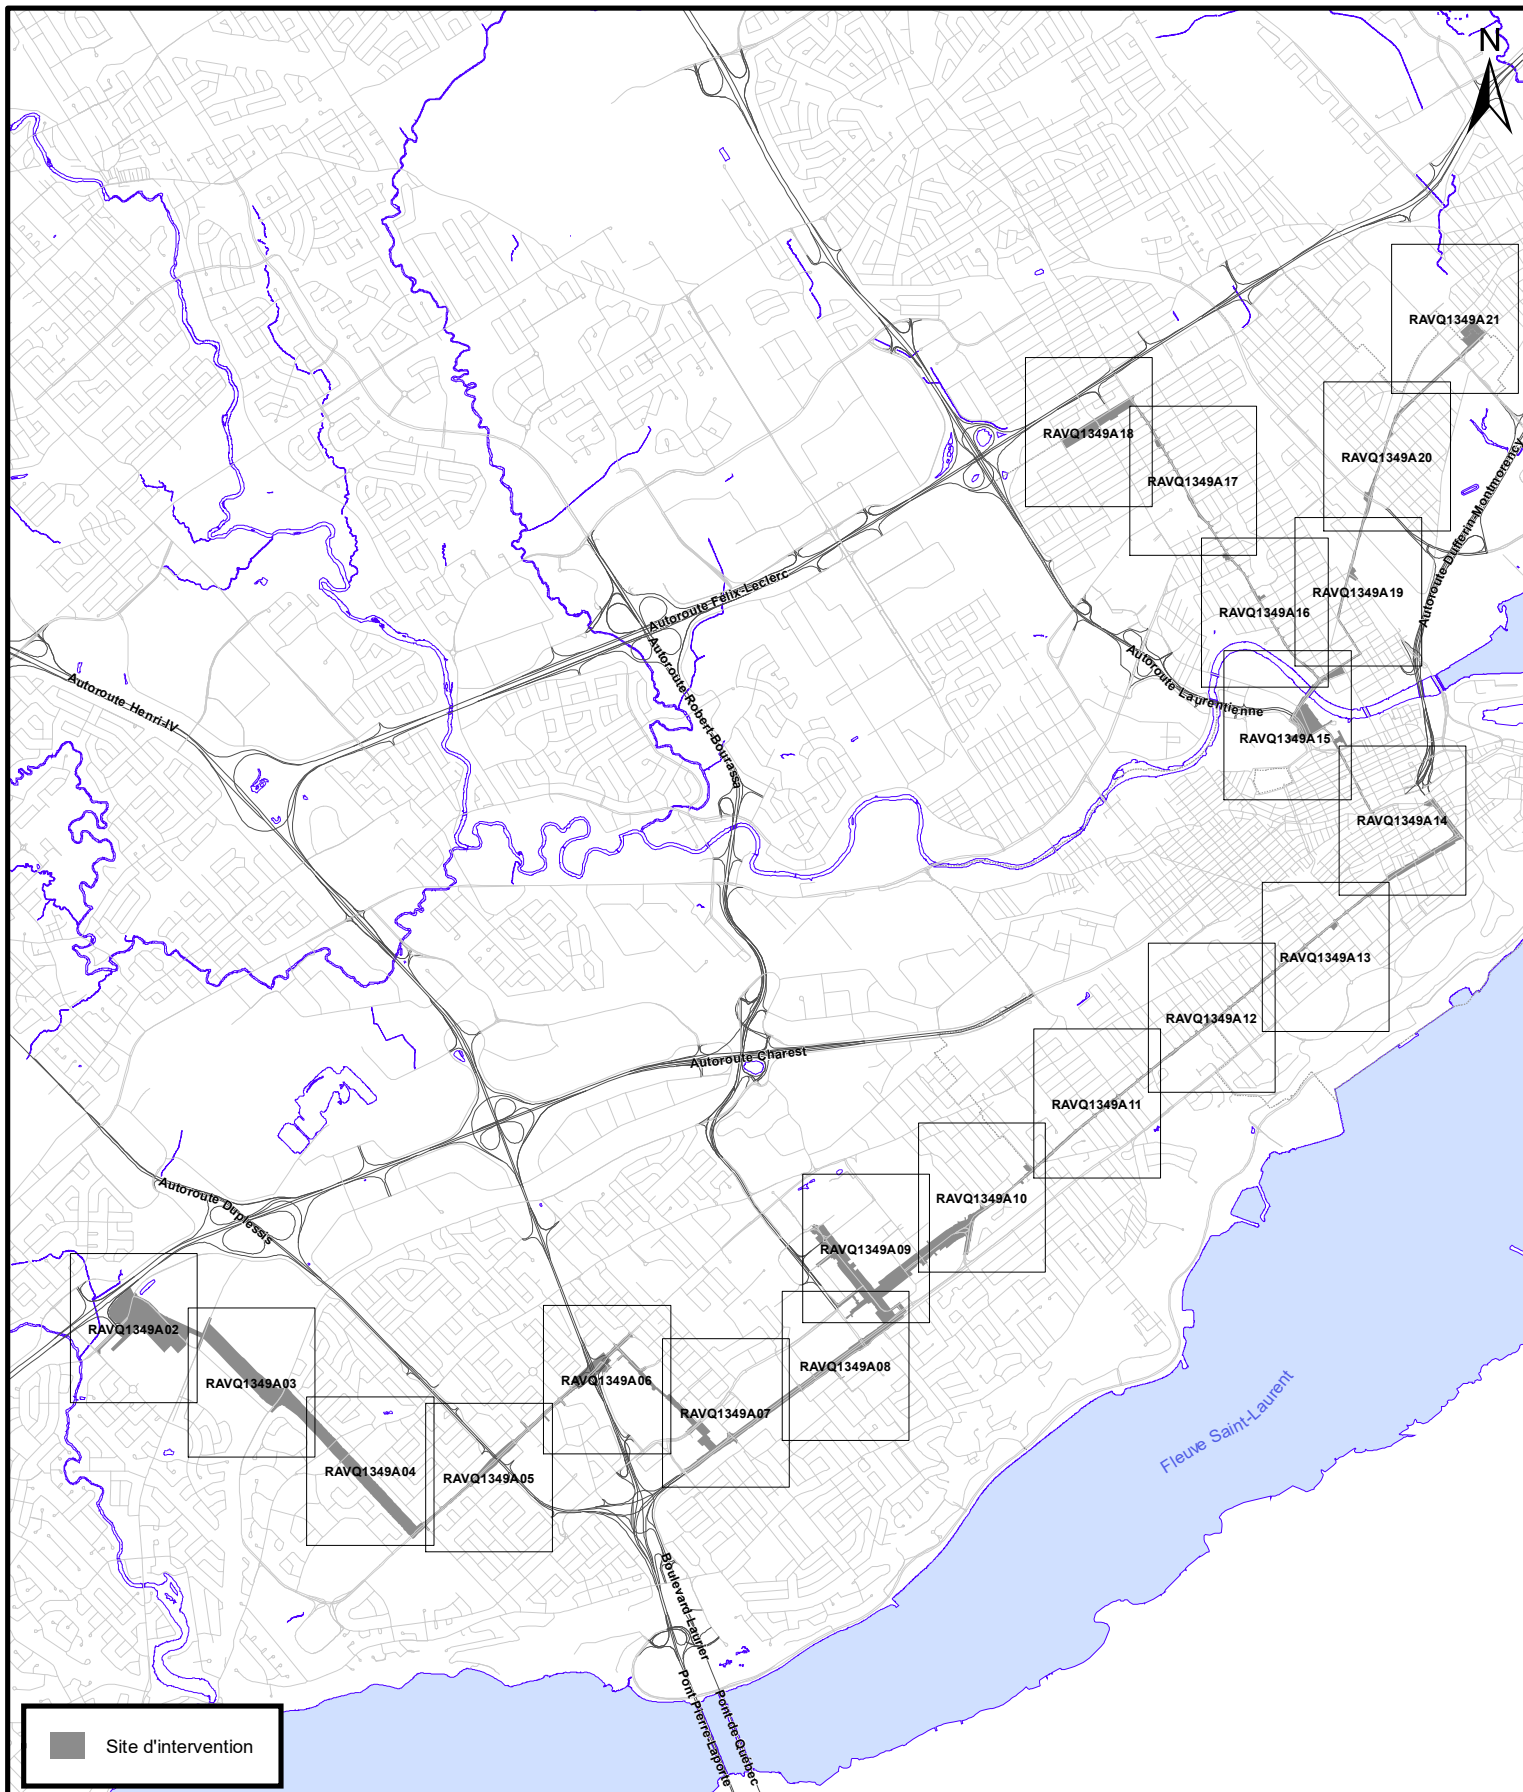 N
RAVQ1349A21
RAVQ1349A18
RAVQ1349A20
RAVQ1349A17
Autoroute Dufferin-Montmorency
RAVQ1349A19
RAVQ1349A16
Autoroute Félix-Leclerc
Autoroute Henri-IV
Autoroute Robert-Bourassa
Autoroute Laurentienne
RAVQ1349A15
RAVQ1349A14
RAVQ1349A13
RAVQ1349A12
Autoroute Charest
RAVQ1349A11
Autoroute Duplessis
RAVQ1349A10
RAVQ1349A09
RAVQ1349A02
RAVQ1349A08
RAVQ1349A03
RAVQ1349A06
RAVQ1349A07
RAVQ1349A04
RAVQ1349A05
Fleuve Saint-Laurent
Boulevard Laurier
Pont Pierre-Laporte
Pont de Québec
Site d'intervention